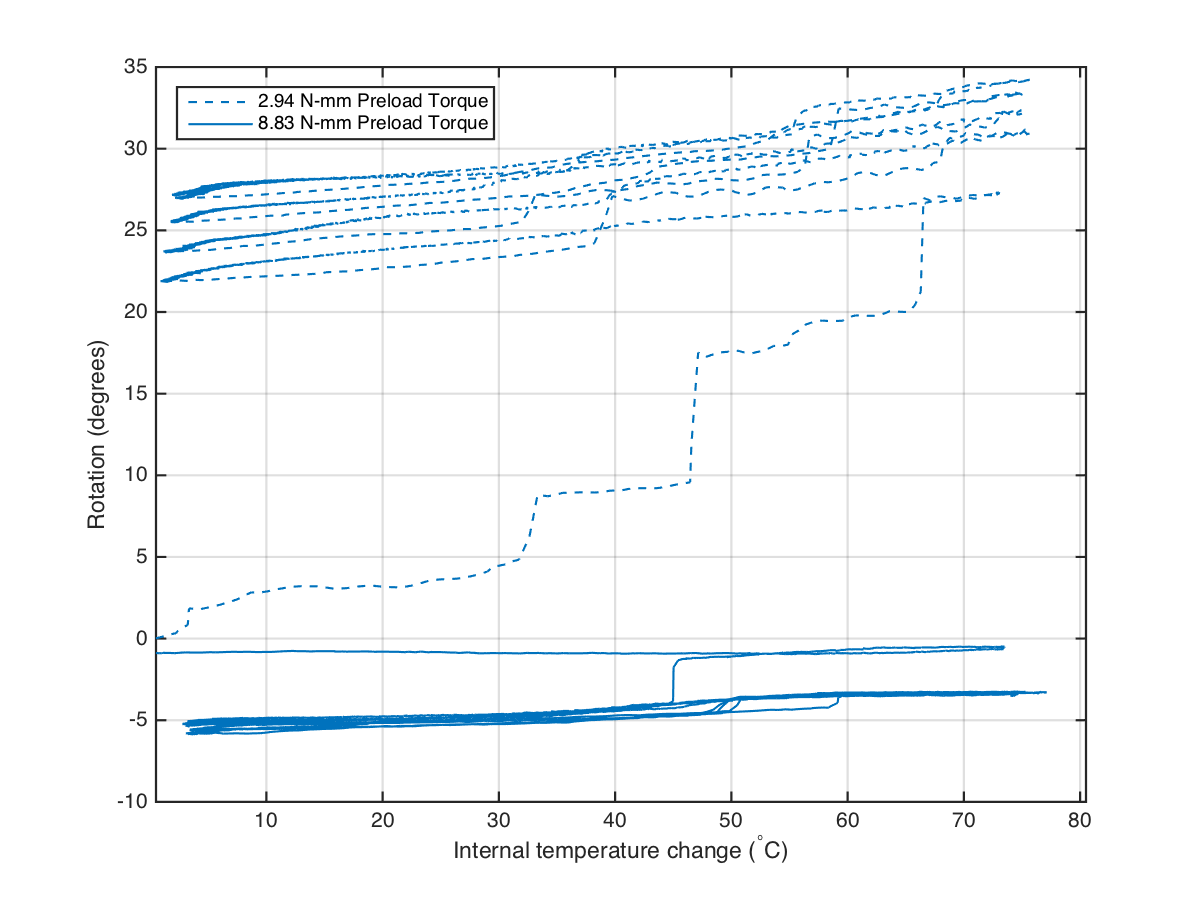 35
30
25
20
15
10
5
0
-5
-10
2.94 N-mm Preload Torque
8.83 N-mm Preload Torque
Rotation (degrees)
10 20 30 40 50 60 70 80
Internal temperature change (°C)